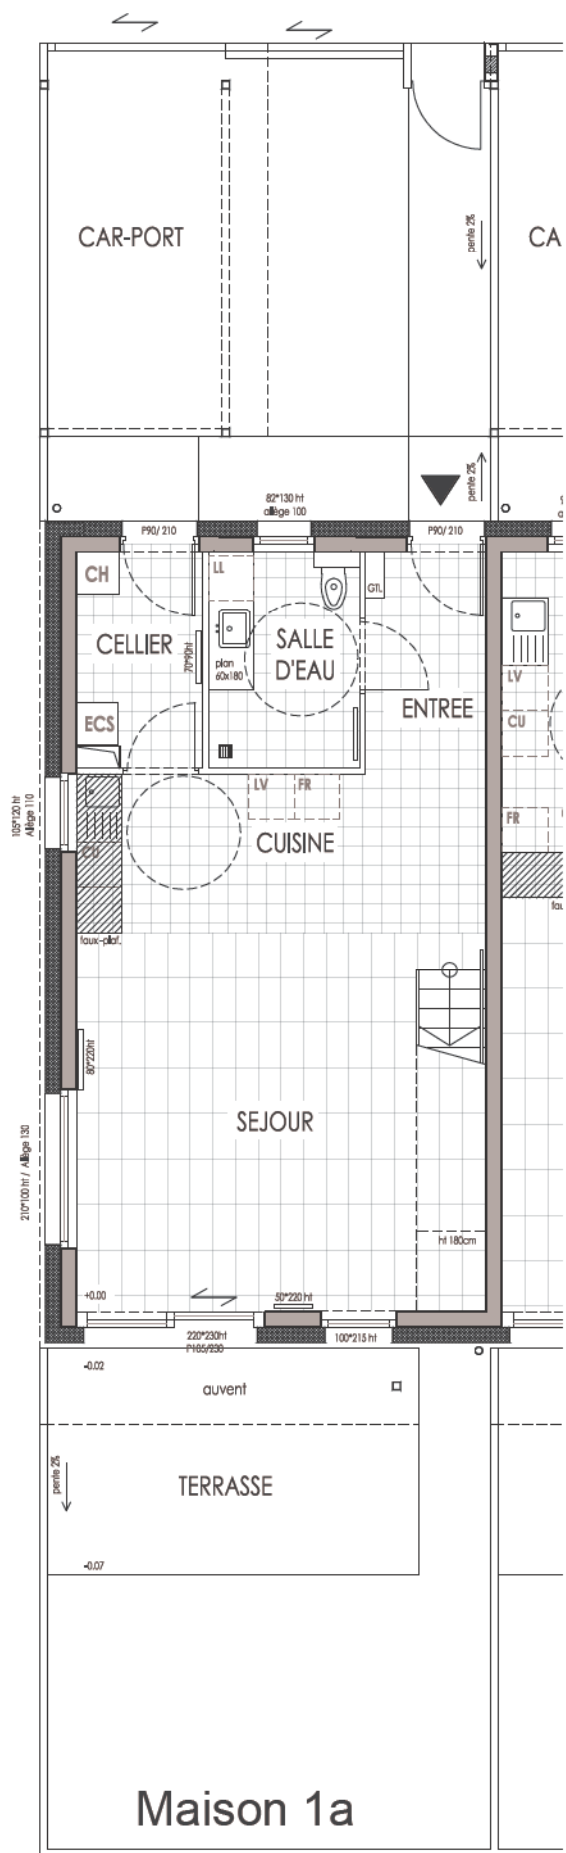 CAR-PORT
pente 2%
CA
pente 2%
82*130 ht
allège 100
P90/ 210
P90/ 210
CH
LL
GTL
CELLIER
70*90ht
SALLE
D'EAU
plan
60x180
ENTREE
LV
ECS
CU
105*120 ht
Allège 110
LV
FR
FR
CU
CUISINE
faux-plaf.
fau
80*220ht
SEJOUR
210*100 ht / Allège 130
ht 180cm
+0.00
50*220 ht
220*230ht
P105/230
100*215 ht
-0.02
auvent
pente 2%
TERRASSE
-0.07
Maison 1a